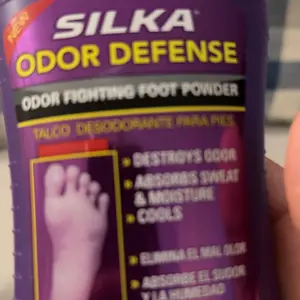 NEW
SILKA
ODOR DEFENSE
ODOR FIGHTING FOOT POWDER
TALCO DESODORANTE PARA PIES
• DESTROYS ODOR
• ABSORBS SWEAT
& MOISTURE
• COOLS
• ELIMINA EL MAL OLOR
• ABSORBE EL SUDOR
Y LA HUMEDAD